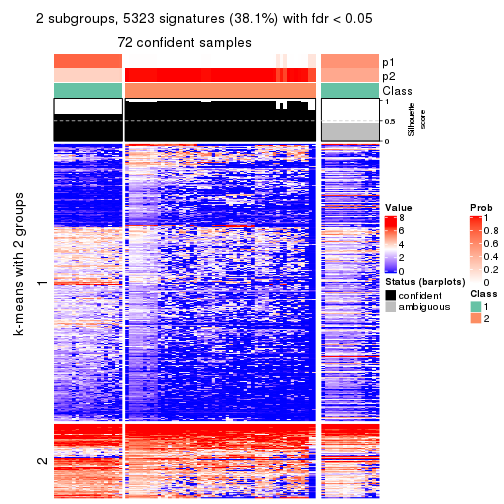 2 subgroups, 5323 signatures (38.1%) with fdr < 0.05
72 confident samples
p1
p2
Class
1
0.5
0
Silhouette
score
k-means with 2 groups
1
2
Value
8
6
4
2
0
Status (barplots)
confident
ambiguous
Prob
1
0.8
0.6
0.4
0.2
0
Class
1
2